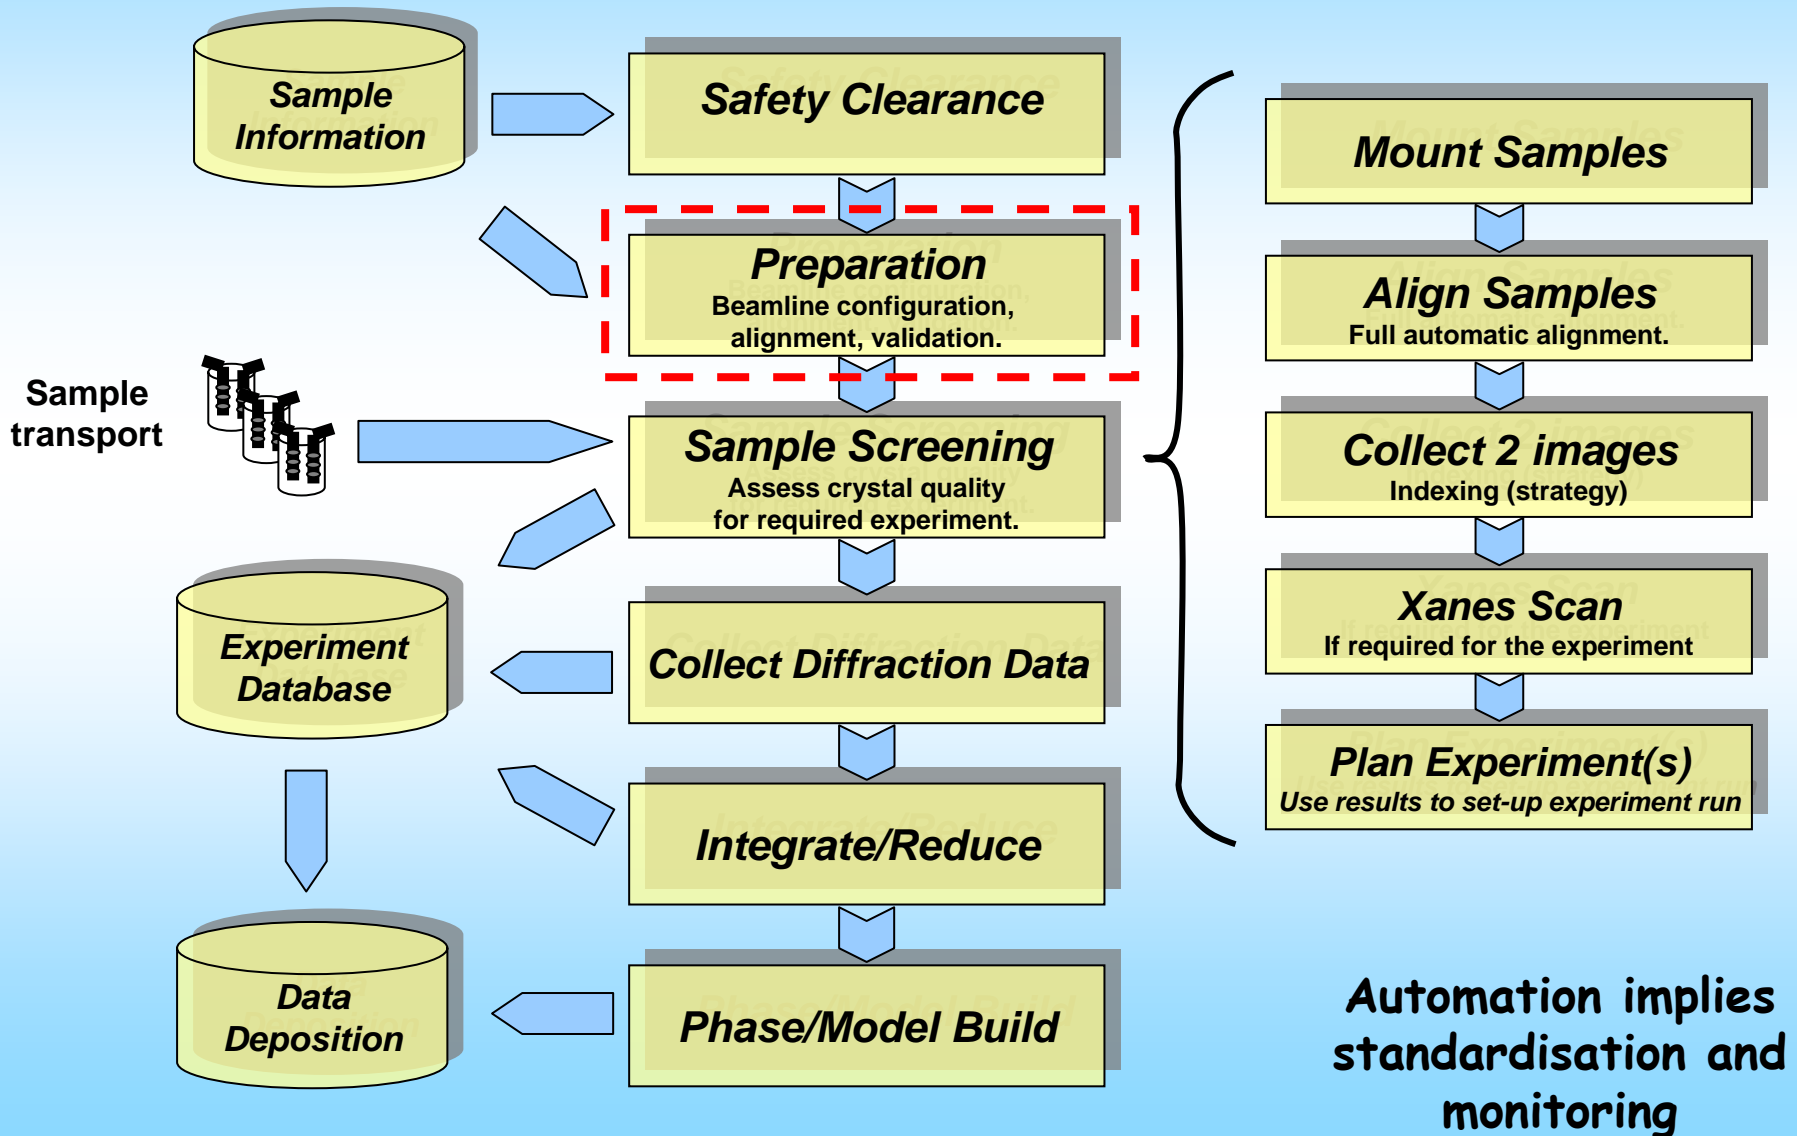 Sample
Information
Safety Clearance
Preparation
Beamline configuration,
alignment, validation.
Sample
transport
Sample Screening
Assess crystal quality
for required experiment.
Experiment
Database
Collect Diffraction Data
Integrate/Reduce
Data
Deposition
Phase/Model Build
Mount Samples
Align Samples
Full automatic alignment.
Collect 2 images
Indexing (strategy)
Xanes Scan
If required for the experiment
Plan Experiment(s)
Use results to set-up experiment run
Automation implies
standardisation and
monitoring